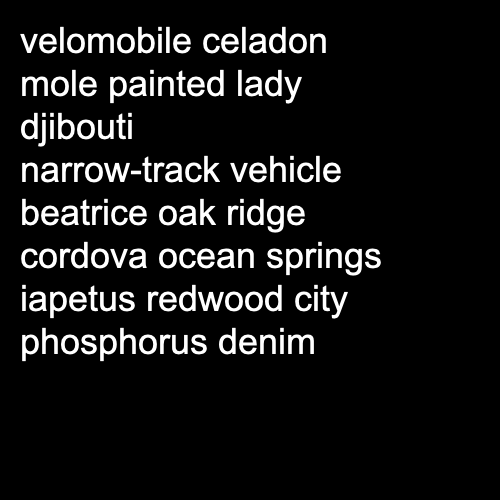 velomobile celadon
mole painted lady
djibouti
narrow-track vehicle
beatrice oak ridge
cordova ocean springs
iapetus redwood city
phosphorus denim